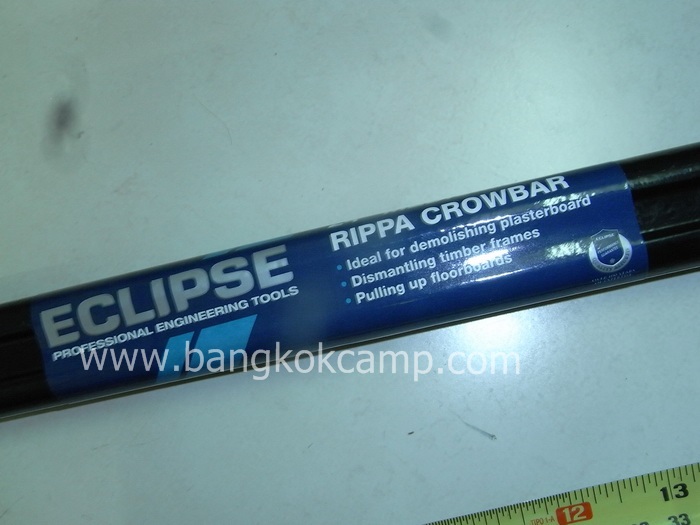 ECLIPSE
PROFESSIONAL ENGINEERING TOOLS
RIPPA CROWBAR
• Ideal for demolishing plasterboard
• Dismantling timber frames
• Pulling up floorboards
www.bangkokcamp.com
12
13
33